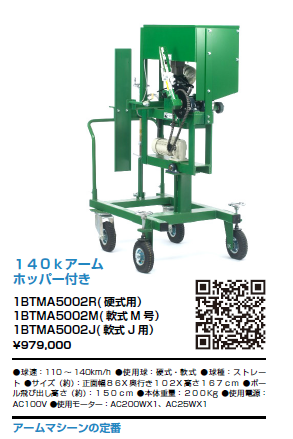 140kアーム
ホッパー付き
1BTMA5002R(硬式用)
1BTMA5002M(軟式M号)
1BTMA5002J(軟式J用)
¥979,000
●球速：110～140km/h ●使用球：硬式・軟式 ●球種：ストレー
ト ●サイズ（約）：正面幅86X奥行き102X高さ167cm ●ボー
ル飛び出し高さ（約）：150cm ●本体重量：200Kg ●使用電源：
AC100V ●使用モーター：AC200WX1、AC25WX1
アームマシーンの定番